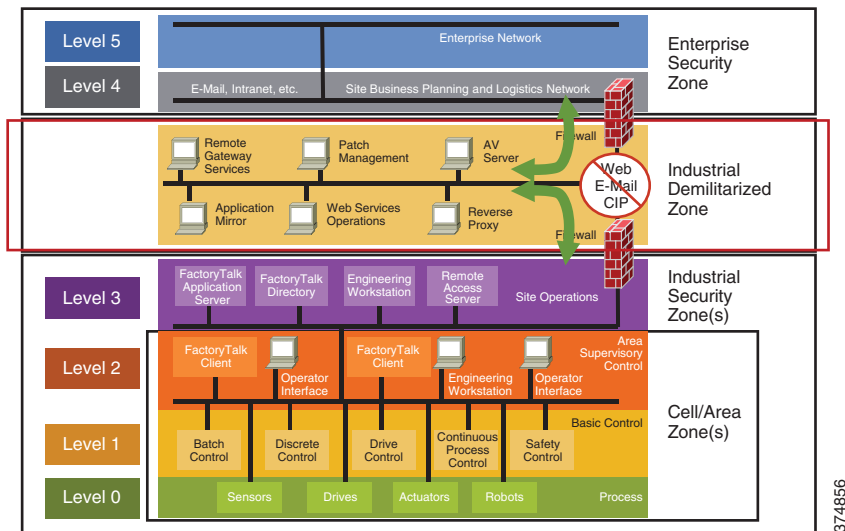 Level 5
Enterprise Network
Enterprise
Security
Zone
Level 4
E-Mail, Intranet, etc.
Site Business Planning and Logistics Network
Firewall
Remote
Gateway
Services
Patch
Management
AV
Server
Web
E-Mail
CIP
Industrial
Demilitarized
Zone
Application
Mirror
Web Services
Operations
Reverse
Proxy
Firewall
Level 3
FactoryTalk
Application
Server
FactoryTalk
Directory
Engineering
Workstation
Remote
Access
Server
Site Operations
Industrial
Security
Zone(s)
Level 2
FactoryTalk
Client
Operator
Interface
FactoryTalk
Client
Engineering
Workstation
Operator
Interface
Area
Supervisory
Control
Cell/Area
Zone(s)
Level 1
Basic Control
Batch
Control
Discrete
Control
Drive
Control
Continuous
Process
Control
Safety
Control
Level 0
Sensors
Drives
Actuators
Robots
Process
374856